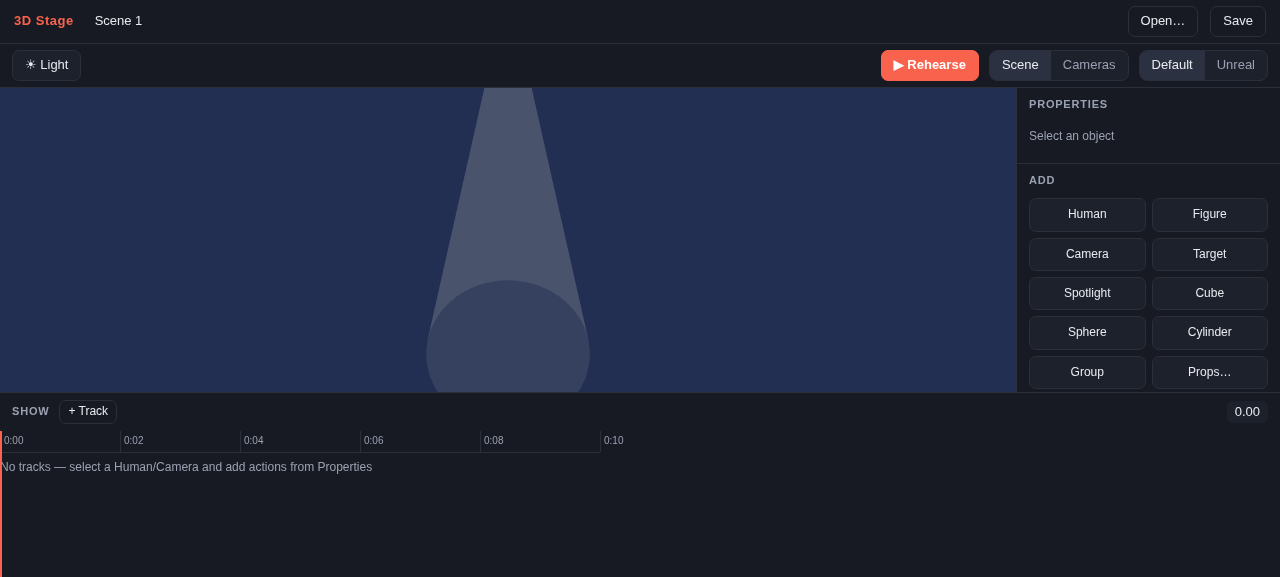 3D Stage Scene 1 Open… Save
☀ Light ▶ Rehearse Scene Cameras Default Unreal
PROPERTIES
Select an object
ADD
Human Figure
Camera Target
Spotlight Cube
Sphere Cylinder
Group Props…
SHOW + Track 0.00
0:00 0:02 0:04 0:06 0:08 0:10
No tracks — select a Human/Camera and add actions from Properties